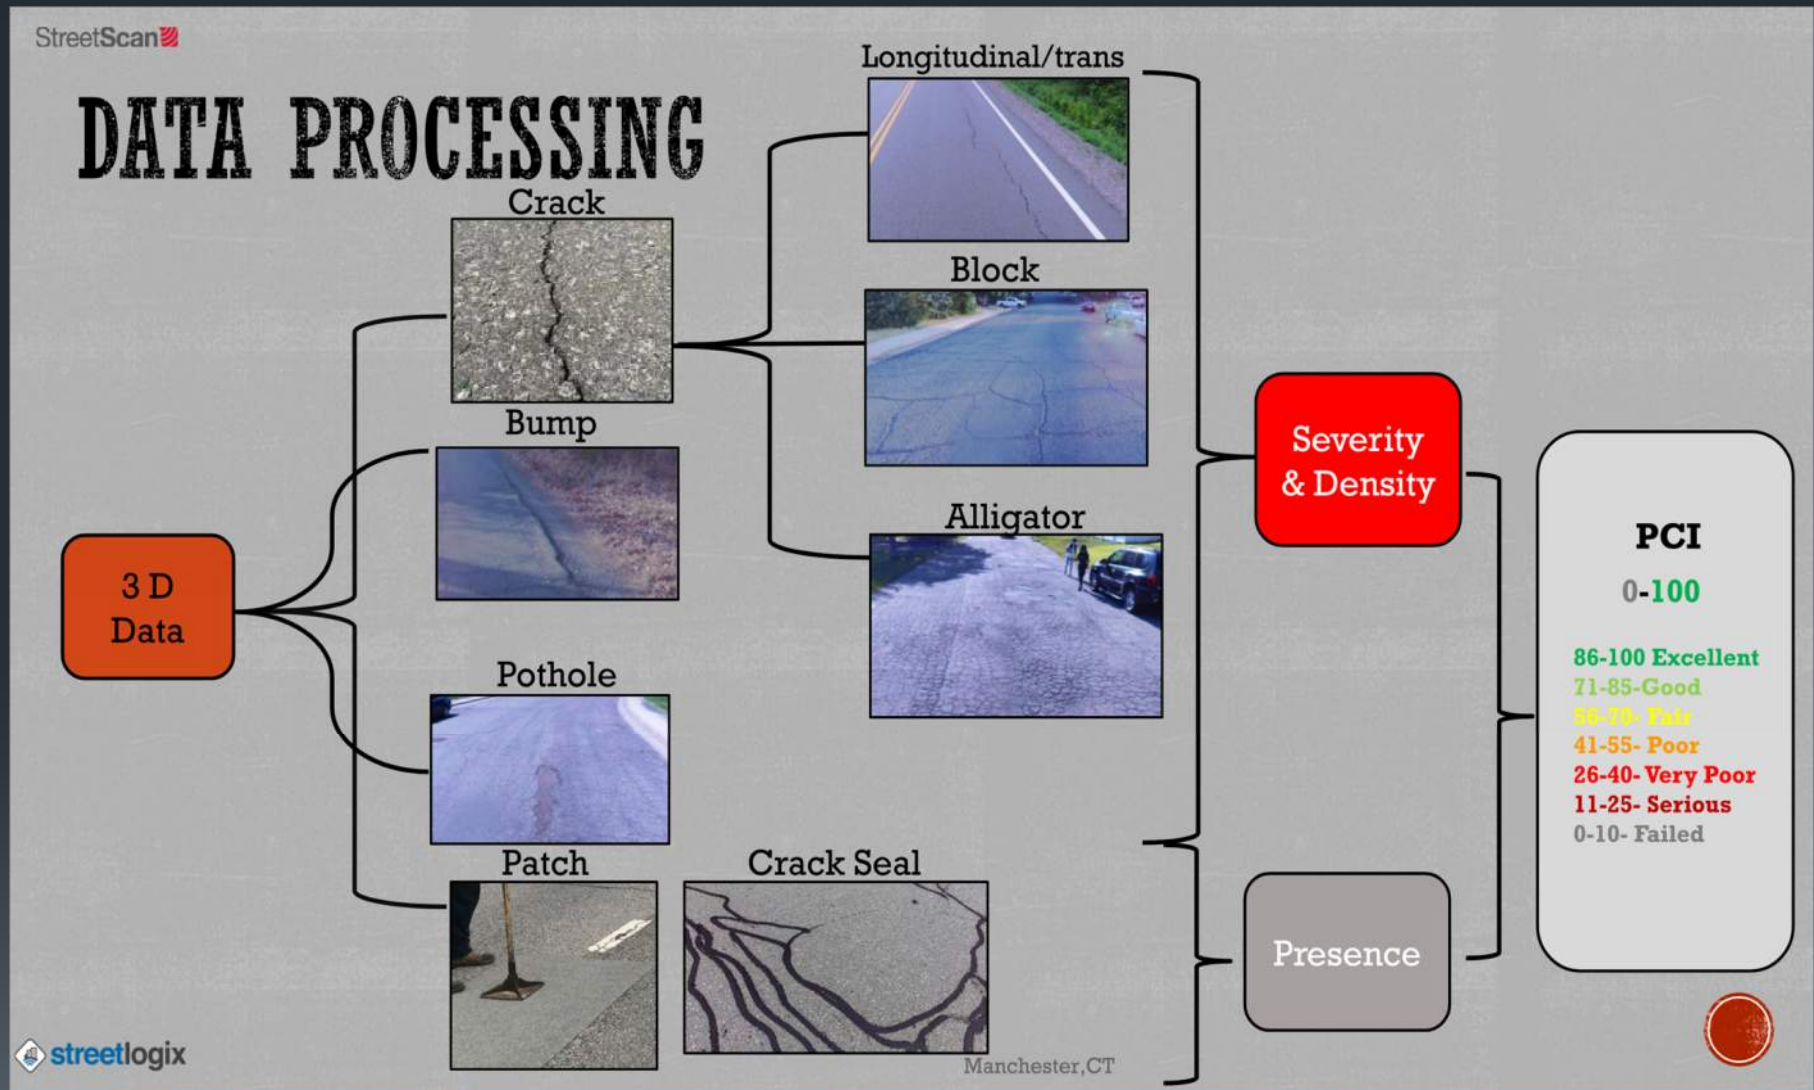 StreetScan
DATA PROCESSING
Longitudinal/trans
Crack
Block
Bump
Alligator
3 D
Data
Pothole
Patch
Crack Seal
Severity
& Density
Presence
PCI
0-100
86-100 Excellent
71-85-Good
56-70- Fair
41-55- Poor
26-40- Very Poor
11-25- Serious
0-10- Failed
streetlogix
Manchester,CT